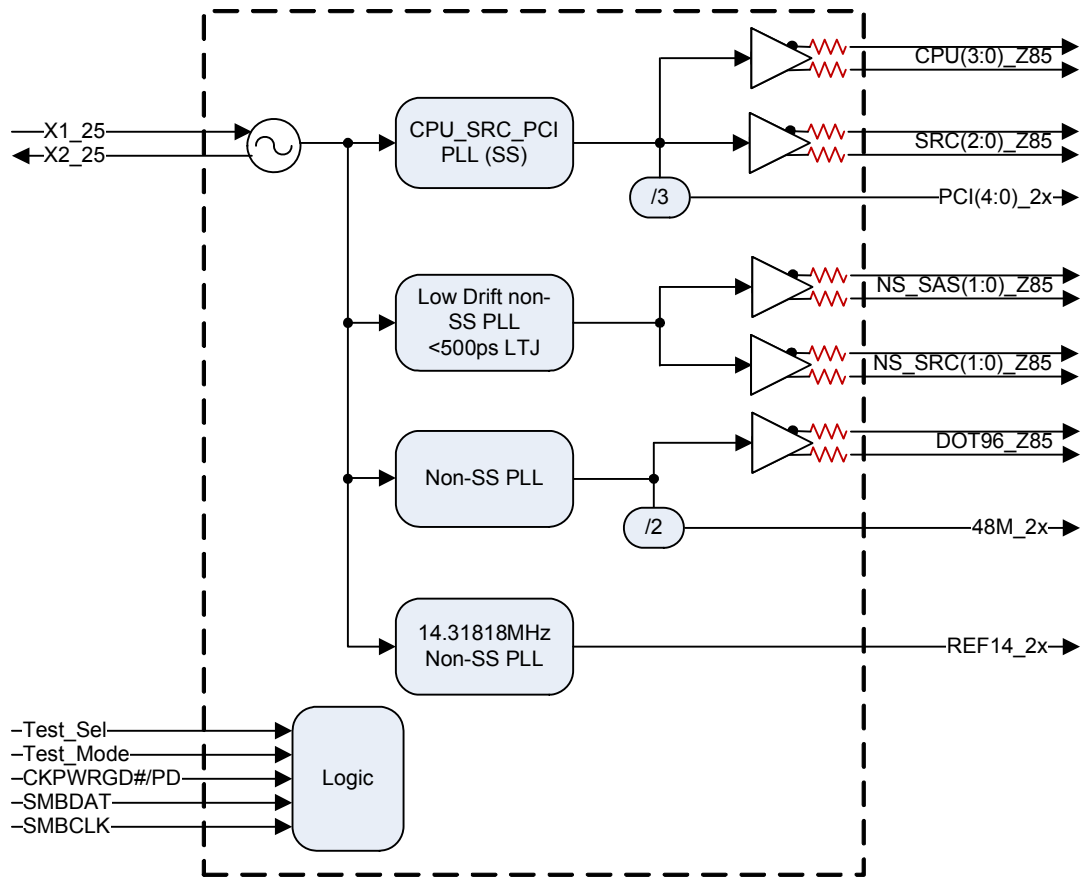 X1_25
X2_25
CPU_SRC_PCI
PLL (SS)
/3
CPU(3:0)_Z85
SRC(2:0)_Z85
PCI(4:0)_2x
Low Drift non-
SS PLL
<500ps LTJ
NS_SAS(1:0)_Z85
NS_SRC(1:0)_Z85
Non-SS PLL
/2
DOT96_Z85
48M_2x
14.31818MHz
Non-SS PLL
REF14_2x
Test_Sel
Test_Mode
CKPWRGD#/PD
SMBDAT
SMBCLK
Logic